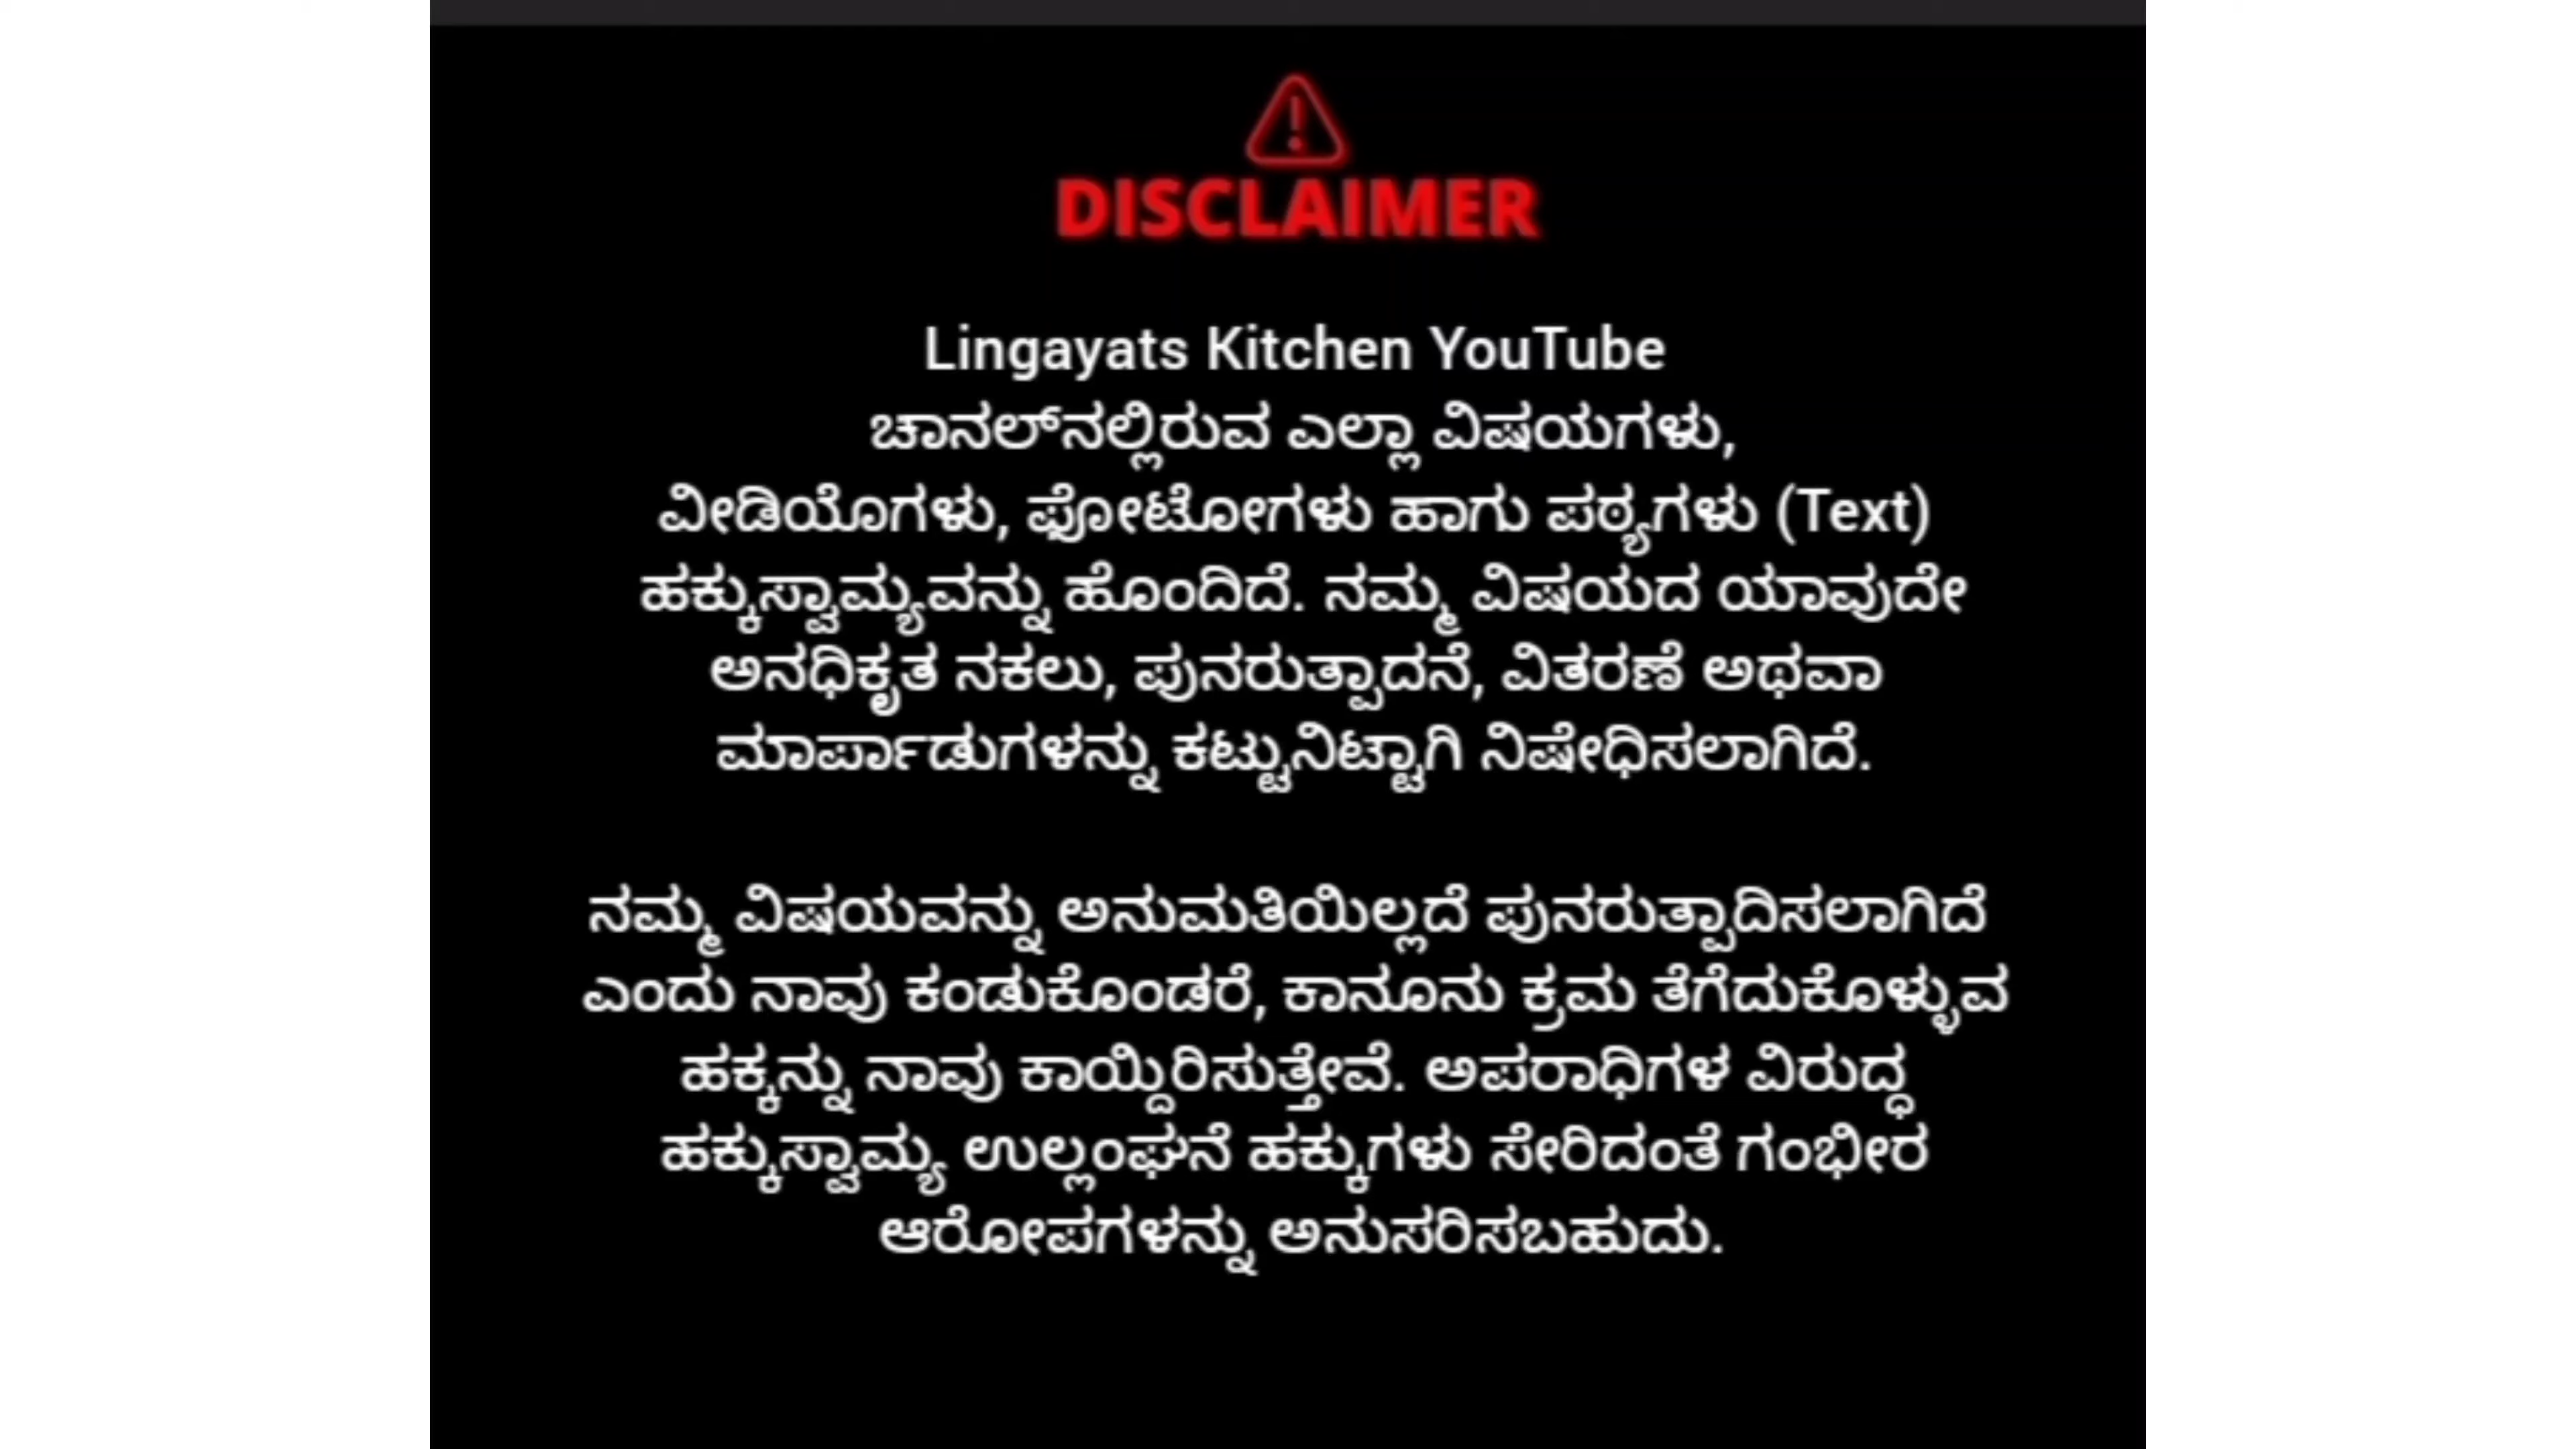 DISCLAIMER
Lingayats Kitchen YouTube
ಚಾನಲ್‌ನಲ್ಲಿರುವ ಎಲ್ಲಾ ವಿಷಯಗಳು,
ವೀಡಿಯೊಗಳು, ಫೋಟೋಗಳು ಹಾಗು ಪಠ್ಯಗಳು (Text)
ಹಕ್ಕುಸ್ವಾಮ್ಯವನ್ನು ಹೊಂದಿದೆ. ನಮ್ಮ ವಿಷಯದ ಯಾವುದೇ
ಅನಧಿಕೃತ ನಕಲು, ಪುನರುತ್ಪಾದನೆ, ವಿತರಣೆ ಅಥವಾ
ಮಾರ್ಪಾಡುಗಳನ್ನು ಕಟ್ಟುನಿಟ್ಟಾಗಿ ನಿಷೇಧಿಸಲಾಗಿದೆ.
ನಮ್ಮ ವಿಷಯವನ್ನು ಅನುಮತಿಯಿಲ್ಲದೆ ಪುನರುತ್ಪಾದಿಸಲಾಗಿದೆ
ಎಂದು ನಾವು ಕಂಡುಕೊಂಡರೆ, ಕಾನೂನು ಕ್ರಮ ತೆಗೆದುಕೊಳ್ಳುವ
ಹಕ್ಕನ್ನು ನಾವು ಕಾಯ್ದಿರಿಸುತ್ತೇವೆ. ಅಪರಾಧಿಗಳ ವಿರುದ್ಧ
ಹಕ್ಕುಸ್ವಾಮ್ಯ ಉಲ್ಲಂಘನೆ ಹಕ್ಕುಗಳು ಸೇರಿದಂತೆ ಗಂಭೀರ
ಆರೋಪಗಳನ್ನು ಅನುಸರಿಸಬಹುದು.